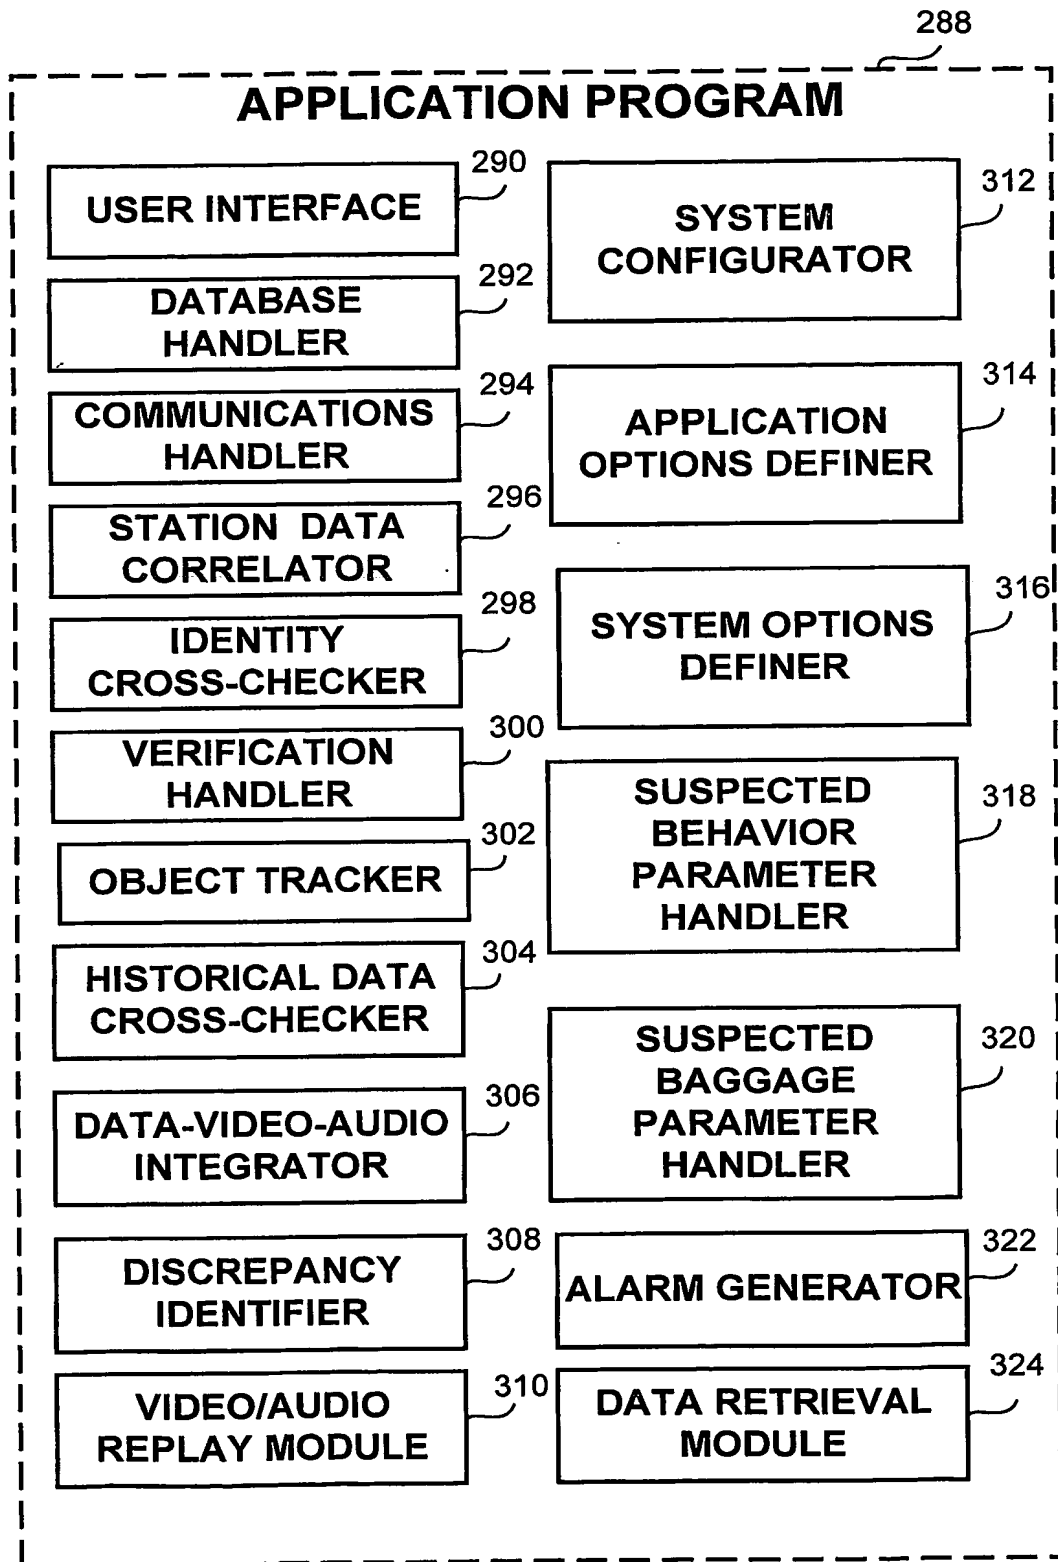 288
APPLICATION PROGRAM
USER INTERFACE
290
DATABASE
HANDLER
292
COMMUNICATIONS
HANDLER
294
STATION DATA
CORRELATOR
296
IDENTITY
CROSS-CHECKER
298
VERIFICATION
HANDLER
300
OBJECT TRACKER
302
HISTORICAL DATA
CROSS-CHECKER
304
DATA-VIDEO-AUDIO
INTEGRATOR
306
DISCREPANCY
IDENTIFIER
308
VIDEO/AUDIO
REPLAY MODULE
310
SYSTEM
CONFIGURATOR
312
APPLICATION
OPTIONS DEFINER
314
SYSTEM OPTIONS
DEFINER
316
SUSPECTED
BEHAVIOR
PARAMETER
HANDLER
318
SUSPECTED
BAGGAGE
PARAMETER
HANDLER
320
ALARM GENERATOR
322
DATA RETRIEVAL
MODULE
324